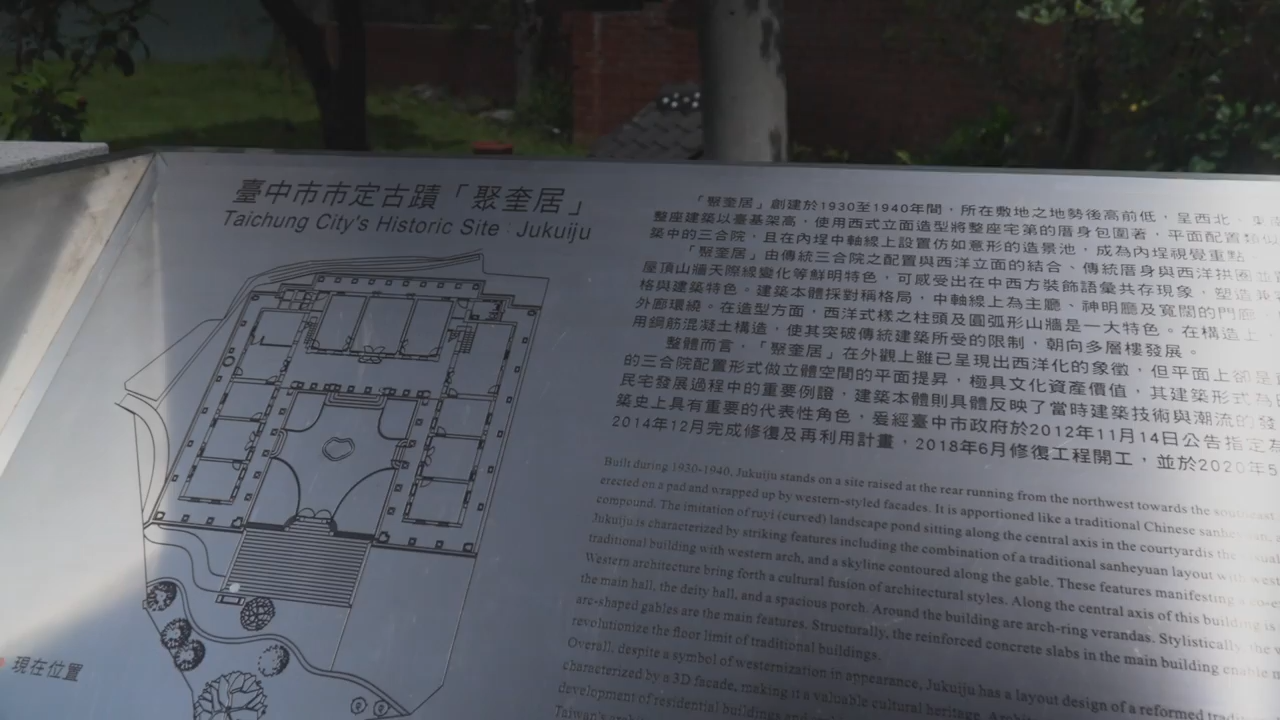 臺中市市定古蹟「聚奎居」
Taichung City's Historic Site : Jukuiju
「聚奎居」創建於1930至1940年間，所在敷地之地勢後高前低，呈西北，東
整座建築以臺基架高，使用西式立面造型將整座宅第的厝身包圍著，平面配置類似
築中的三合院，且在內埕中軸線上設置仿如意形的造景池，成為內埕視覺重點
「聚奎居」由傳統三合院之配置與西洋立面的結合、傳統厝身與西洋拱圈並
屋頂山牆天際線變化等鮮明特色，可感受出在中西方裝飾語彙共存現象，塑造兼
格與建築特色。建築本體採對稱格局，中軸線上為主廳、神明廳及寬闊的門廊
外廊環繞。在造型方面，西洋式樣之柱頭及圓弧形山牆是一大特色。在構造上
用鋼筋混凝土構造，使其突破傳統建築所受的限制，朝向多層樓發展。
整體而言，「聚奎居」在外觀上雖已呈現出西洋化的象徵，但平面上卻是
的三合院配置形式做立體空間的平面提昇，極具文化資產價值，其建築形式為
民宅發展過程中的重要例證，建築本體則具體反映了當時建築技術與潮流的發
築史上具有重要的代表性角色，爰經臺中市政府於2012年11月14日公告指定為
2014年12月完成修復及再利用計畫，2018年6月修復工程開工，並於2020年5
Built during 1930-1940, Jukuiju stands on a site raised at the rear running from the northwest towards the southeast
erected on a pad and wrapped up by western-styled facades. It is apportioned like a traditional Chinese sanheyuan,
compound. The imitation of ruyi (curved) landscape pond sitting along the central axis in the courtyardis the
Jukuiju is characterized by striking features including the combination of a traditional sanheyuan layout with
traditional building with western arch, and a skyline contoured along the gable. These features manifesting
Western architecture bring forth a cultural fusion of architectural styles. Along the central axis of this building is
the main hall, the deity hall, and a spacious porch. Around the building are arch-ring verandas. Stylistically, the
arc-shaped gables are the main features. Structurally, the reinforced concrete slabs in the main building enable
revolutionize the floor limit of traditional buildings.
Overall, despite a symbol of westernization in appearance, Jukuiju has a layout design of a reformed
characterized by a 3D facade, making it a valuable cultural heritage.
development of residential buildings
Taiwan's
現在位置